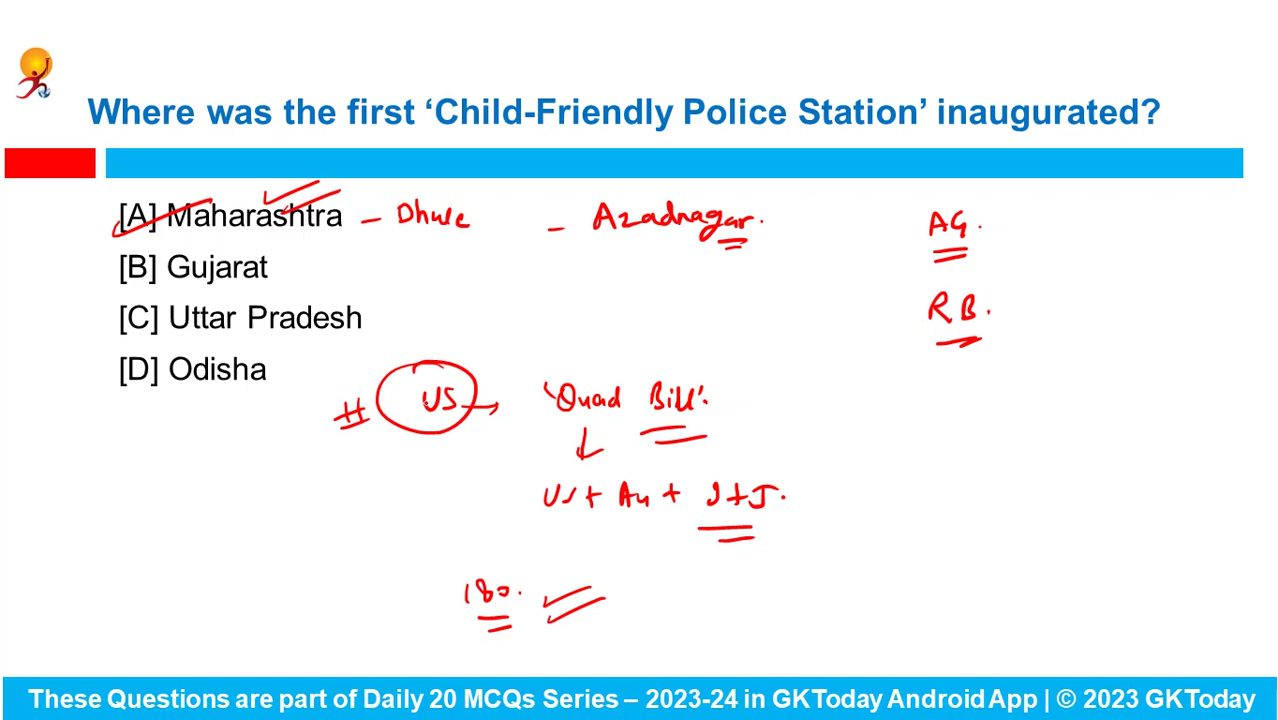 Where was the first ‘Child-Friendly Police Station’ inaugurated?
[A] Maharashtra – Dhule – Azadnagar. AG.
[B] Gujarat
[C] Uttar Pradesh RB.
[D] Odisha
# US → 'Quad Bill'.
US + Au + I + J.
180.
These Questions are part of Daily 20 MCQs Series – 2023-24 in GKToday Android App | © 2023 GKToday